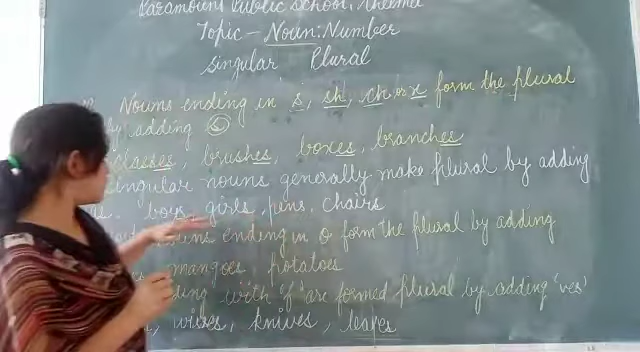 Paramount Public School,
Topic - Noun: Number
Singular Plural
Nouns ending in s, sh, ch, or x form the plural
by adding
classes, brushes, boxes, branches
Singular nouns generally make plural by adding
boys, girls, pens, chairs
nouns ending in o form the plural by adding
mangoes, potatoes
ding with 'f' are formed plural by adding 'ves'
wives, knives,